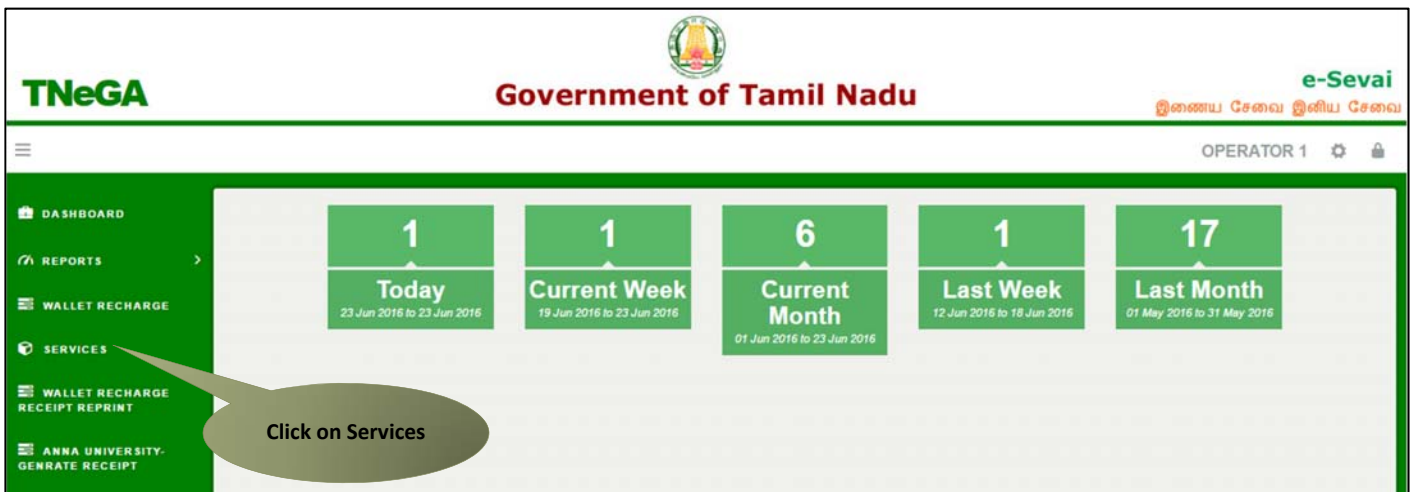 TNeGA
Government of Tamil Nadu
e-Sevai
இணைய சேவை இனிய சேவை
OPERATOR 1
DASHBOARD
REPORTS
WALLET RECHARGE
SERVICES
WALLET RECHARGE
RECEIPT REPRINT
ANNA UNIVERSITY-
GENRATE RECEIPT
1
Today
23 Jun 2016 to 23 Jun 2016
1
Current Week
19 Jun 2016 to 23 Jun 2016
6
Current
Month
01 Jun 2016 to 23 Jun 2016
1
Last Week
12 Jun 2016 to 18 Jun 2016
17
Last Month
01 May 2016 to 31 May 2016
Click on Services